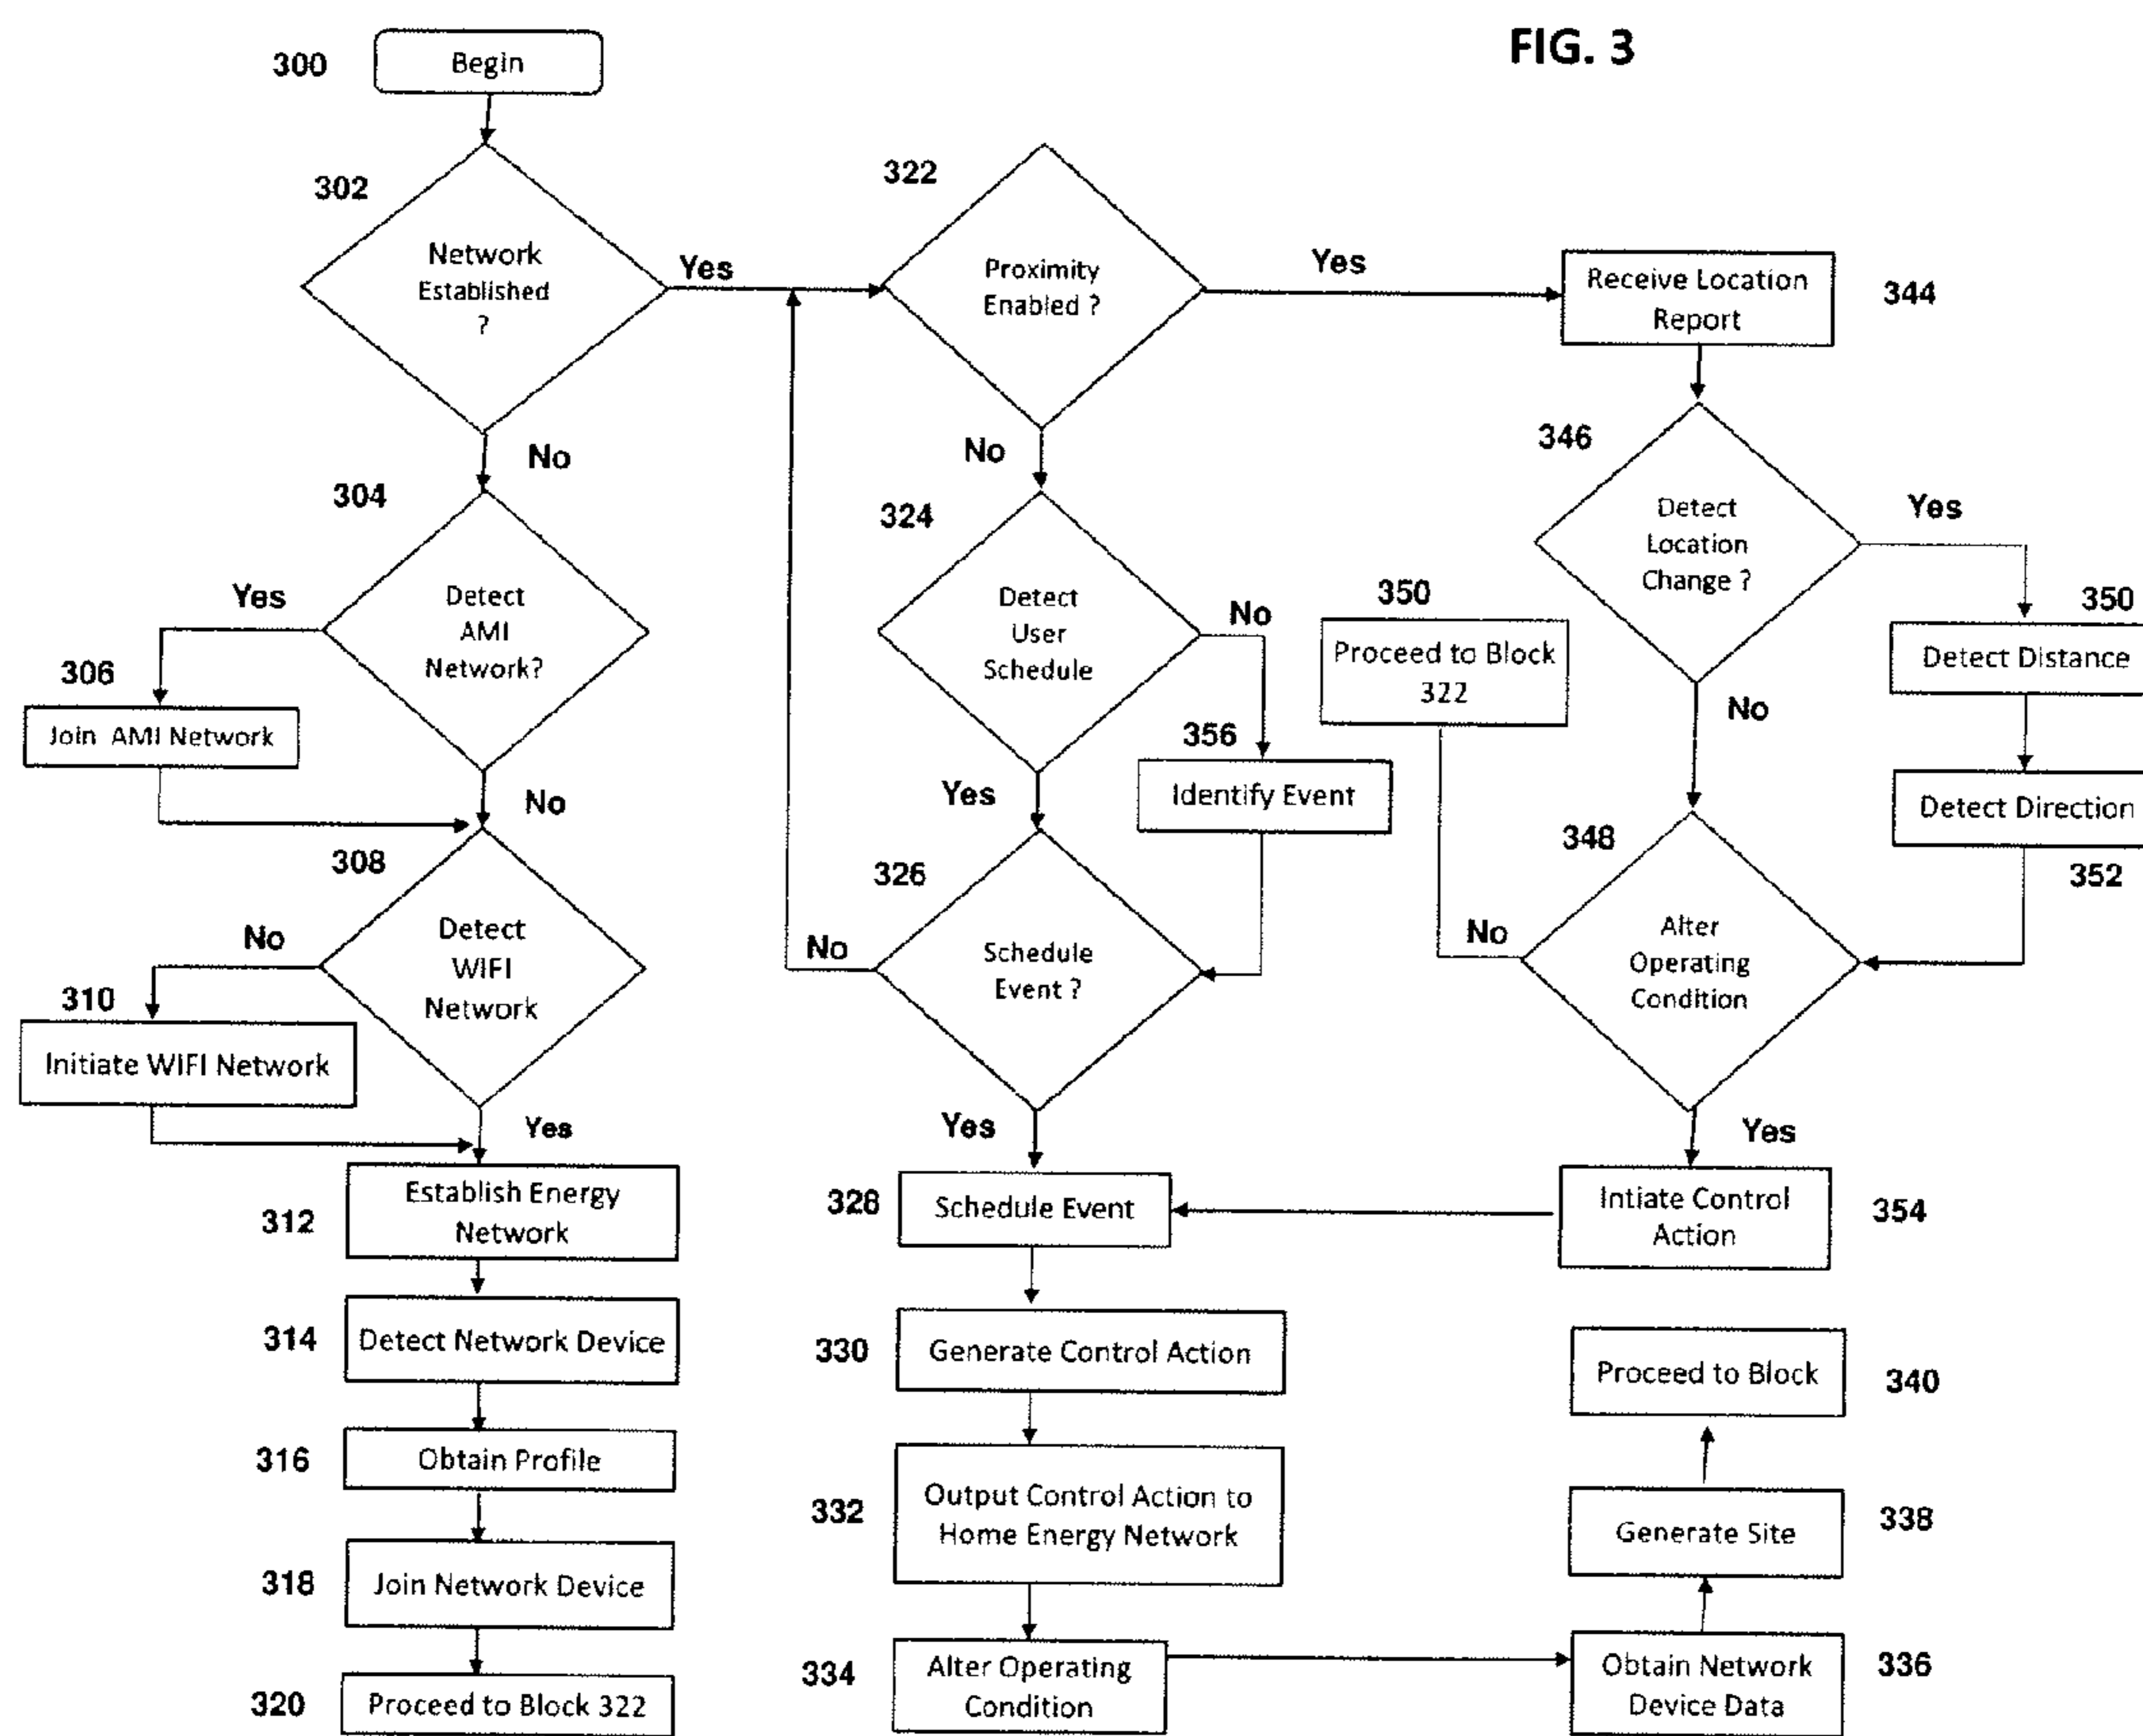 FIG. 3
300
Begin
302
Network
Established
?
Yes
No
304
Detect
AMI
Network?
Yes
306
Join AMI Network
No
308
Detect
WIFI
Network
No
310
Initiate WIFI Network
Yes
312
Establish Energy
Network
314
Detect Network Device
316
Obtain Profile
318
Join Network Device
320
Proceed to Block 322
322
Proximity
Enabled ?
Yes
No
324
Detect
User
Schedule
No
356
Identify Event
Yes
326
Schedule
Event ?
No
Yes
328
Schedule Event
330
Generate Control Action
332
Output Control Action to
Home Energy Network
334
Alter Operating
Condition
Receive Location
Report
344
346
Detect
Location
Change ?
Yes
350
Detect Distance
Detect Direction
352
No
350
Proceed to Block
322
348
Alter
Operating
Condition
No
Yes
Intiate Control
Action
354
Proceed to Block
340
Generate Site
338
Obtain Network
Device Data
336